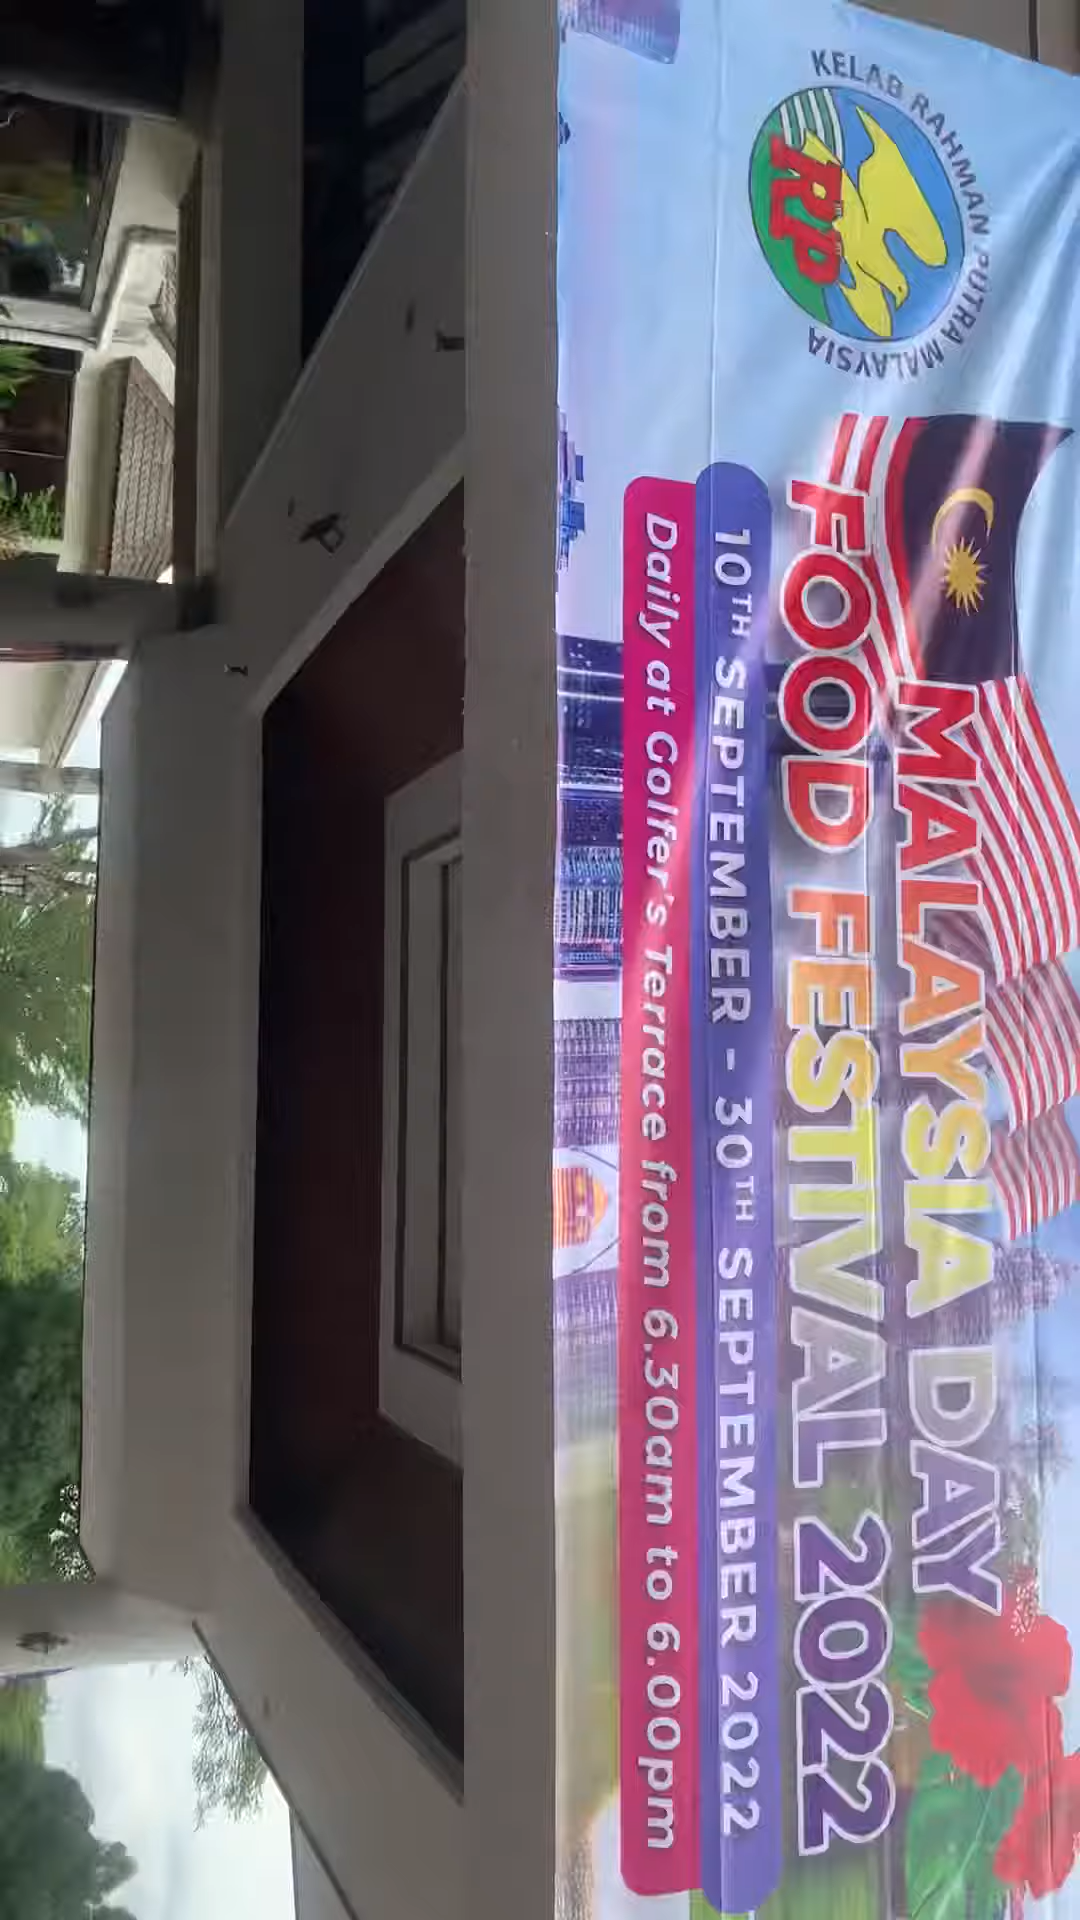 KELAB RAHMAN PUTRA MALAYSIA
RP
MALAYSIA DAY
FOOD FESTIVAL 2022
10TH SEPTEMBER - 30TH SEPTEMBER 2022
Daily at Golfer's Terrace from 6.30am to 6.00pm